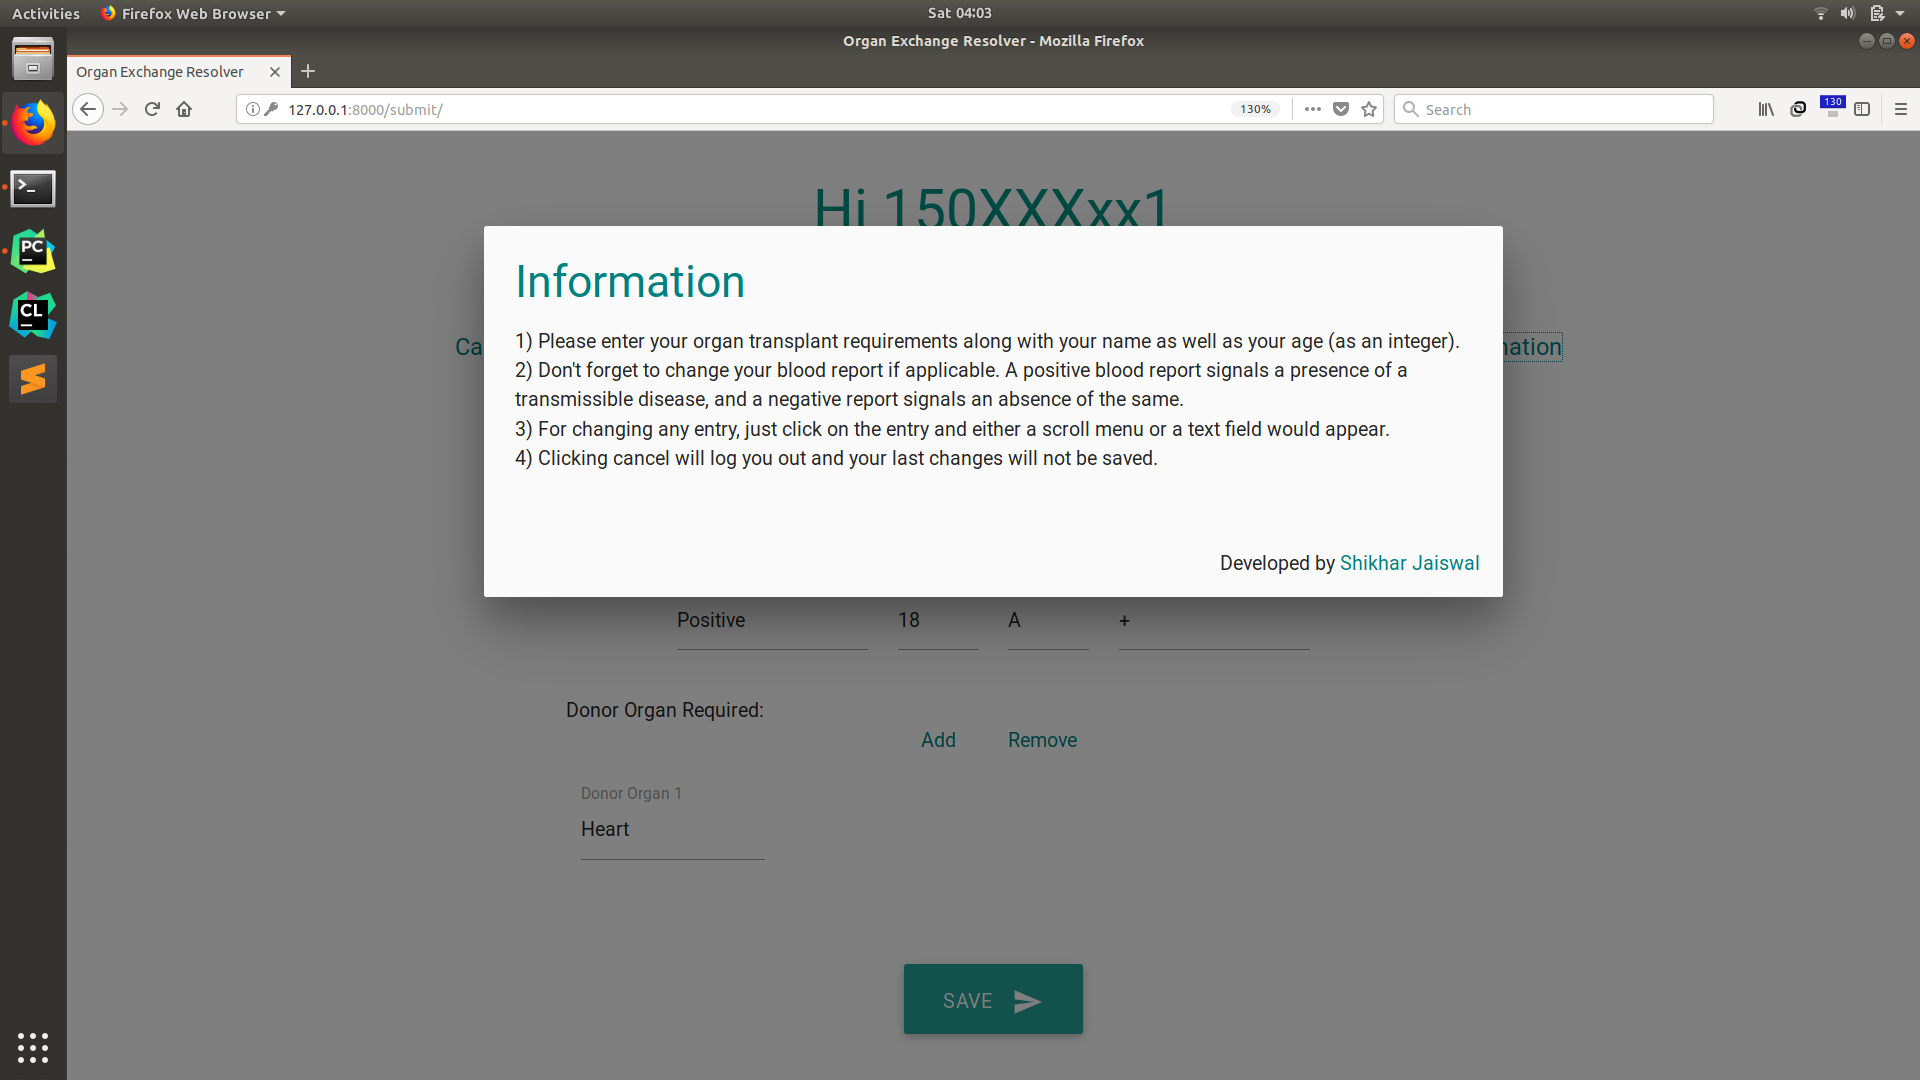 Activities Firefox Web Browser Sat 04:03
Organ Exchange Resolver - Mozilla Firefox
Organ Exchange Resolver
127.0.0.1:8000/submit/ 130% Search 130
Hi 150XXXxx1
Information
1) Please enter your organ transplant requirements along with your name as well as your age (as an integer).
2) Don't forget to change your blood report if applicable. A positive blood report signals a presence of a
transmissible disease, and a negative report signals an absence of the same.
3) For changing any entry, just click on the entry and either a scroll menu or a text field would appear.
4) Clicking cancel will log you out and your last changes will not be saved.
Developed by Shikhar Jaiswal
Ca mation
Positive 18 A +
Donor Organ Required:
Add Remove
Donor Organ 1
Heart
SAVE
PC
CL